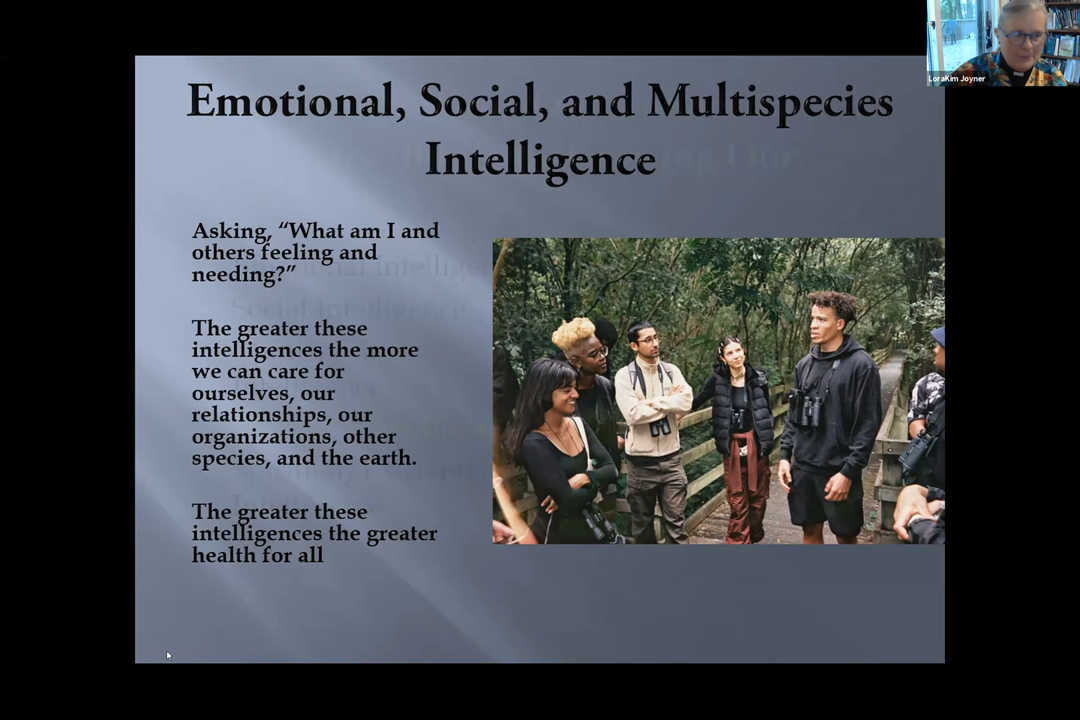 LoraKim Joyner
Emotional, Social, and Multispecies
Intelligence
Asking, “What am I and
others feeling and
needing?”
The greater these
intelligences the more
we can care for
ourselves, our
relationships, our
organizations, other
species, and the earth.
The greater these
intelligences the greater
health for all
Social Intelligence